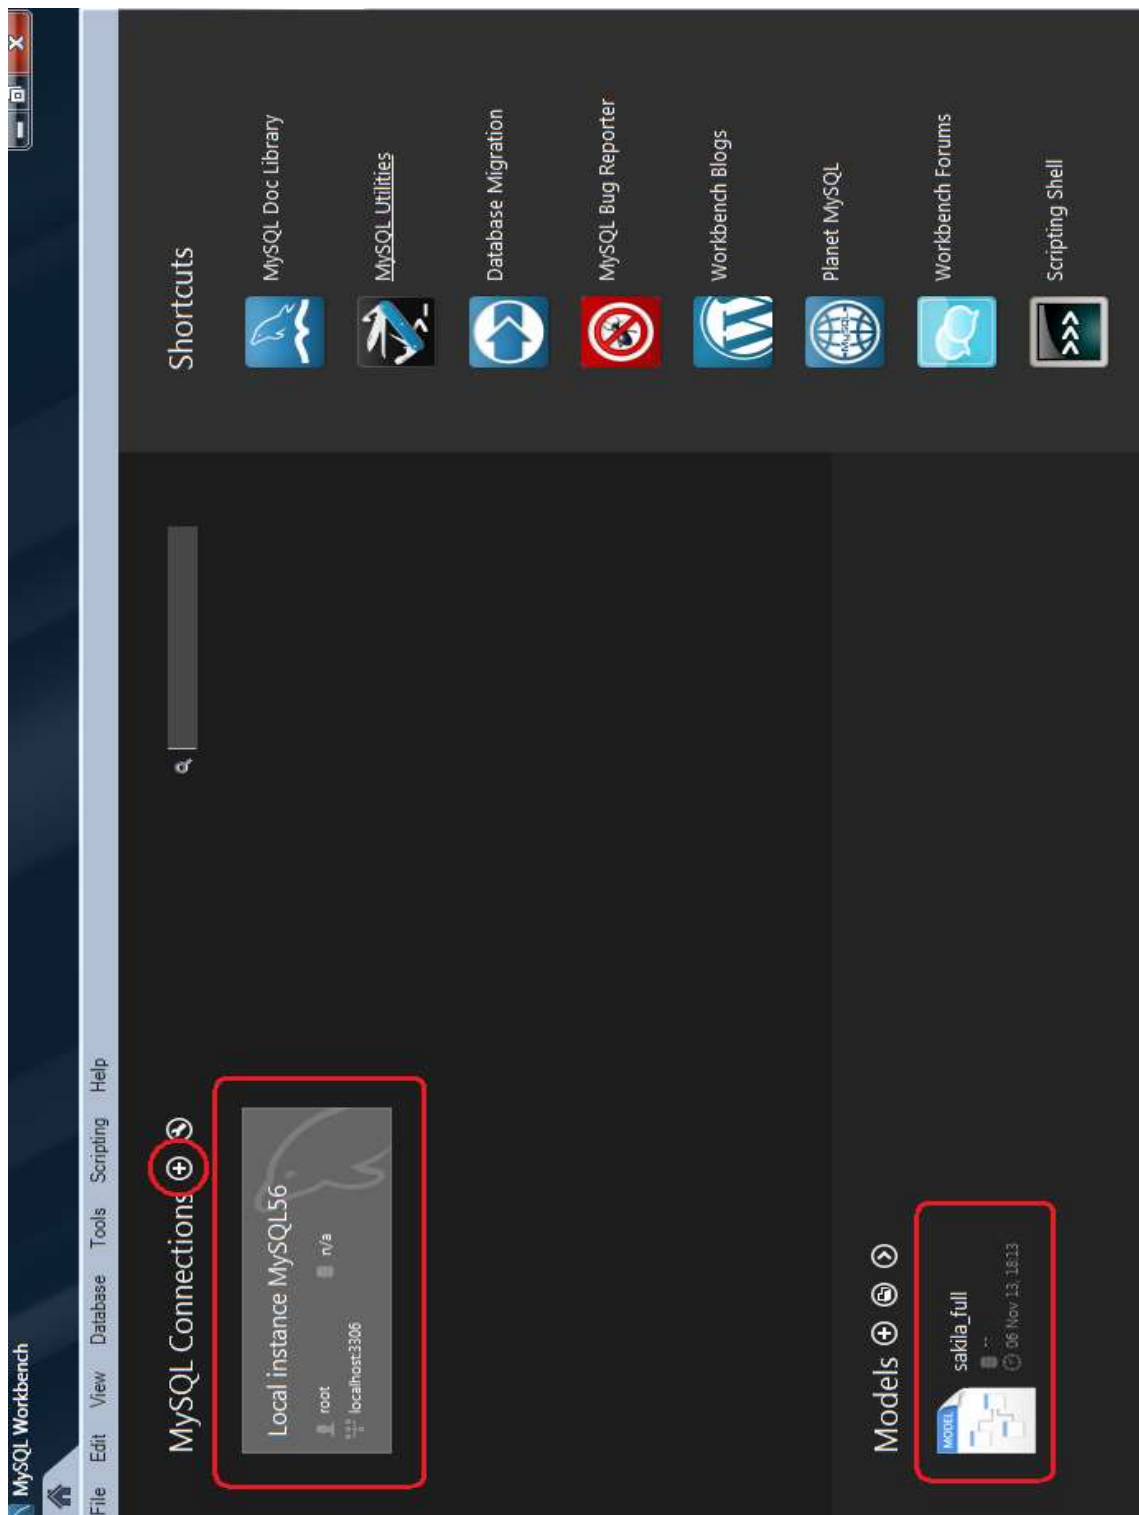 MySQL Workbench
File Edit View Database Tools Scripting Help
MySQL Connections
Local instance MySQL56
root
n/a
localhost:3306
Models
MODEL
sakila_full
--
06 Nov 13, 18:13
Shortcuts
MySQL Doc Library
MySQL Utilities
Database Migration
MySQL Bug Reporter
Workbench Blogs
MySQL
Planet MySQL
Workbench Forums
Scripting Shell